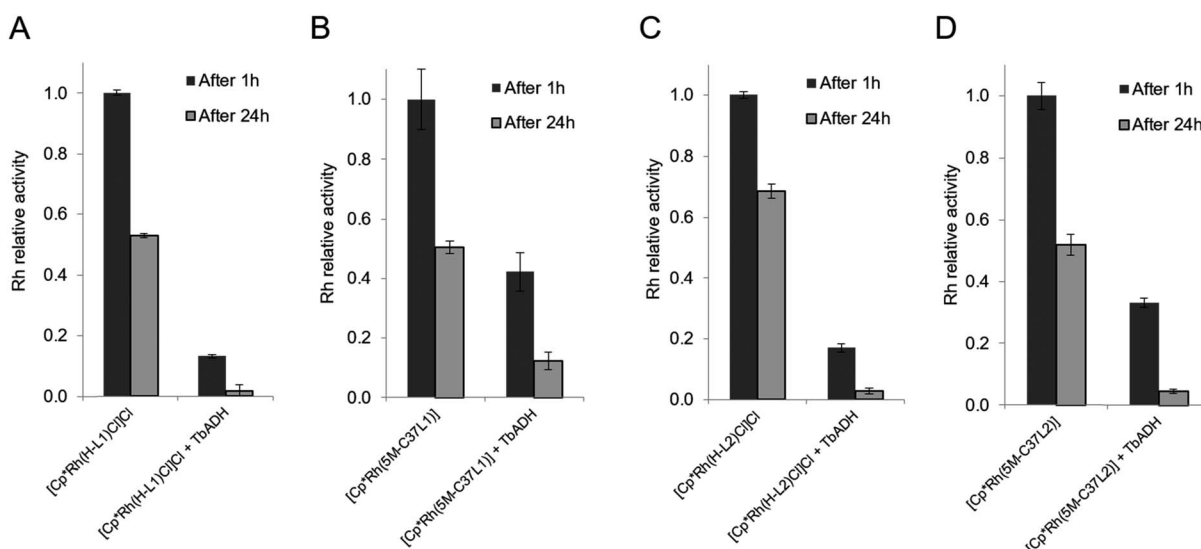 A
B
C
D
After 1h
After 24h
Rh relative activity
1.0
0.8
0.6
0.4
0.2
0.0
[Cp*Rh(H-L1)Cl]Cl
[Cp*Rh(H-L1)Cl]Cl + TbADH
After 1h
After 24h
Rh relative activity
1.0
0.8
0.6
0.4
0.2
0.0
[Cp*Rh(5M-C37L1)]
[Cp*Rh(5M-C37L1)] + TbADH
After 1h
After 24h
Rh relative activity
1.0
0.8
0.6
0.4
0.2
0.0
[Cp*Rh(H-L2)Cl]Cl
[Cp*Rh(H-L2)Cl]Cl + TbADH
After 1h
After 24h
Rh relative activity
1.0
0.8
0.6
0.4
0.2
0.0
[Cp*Rh(5M-C37L2)]
[Cp*Rh(5M-C37L2)] + TbADH